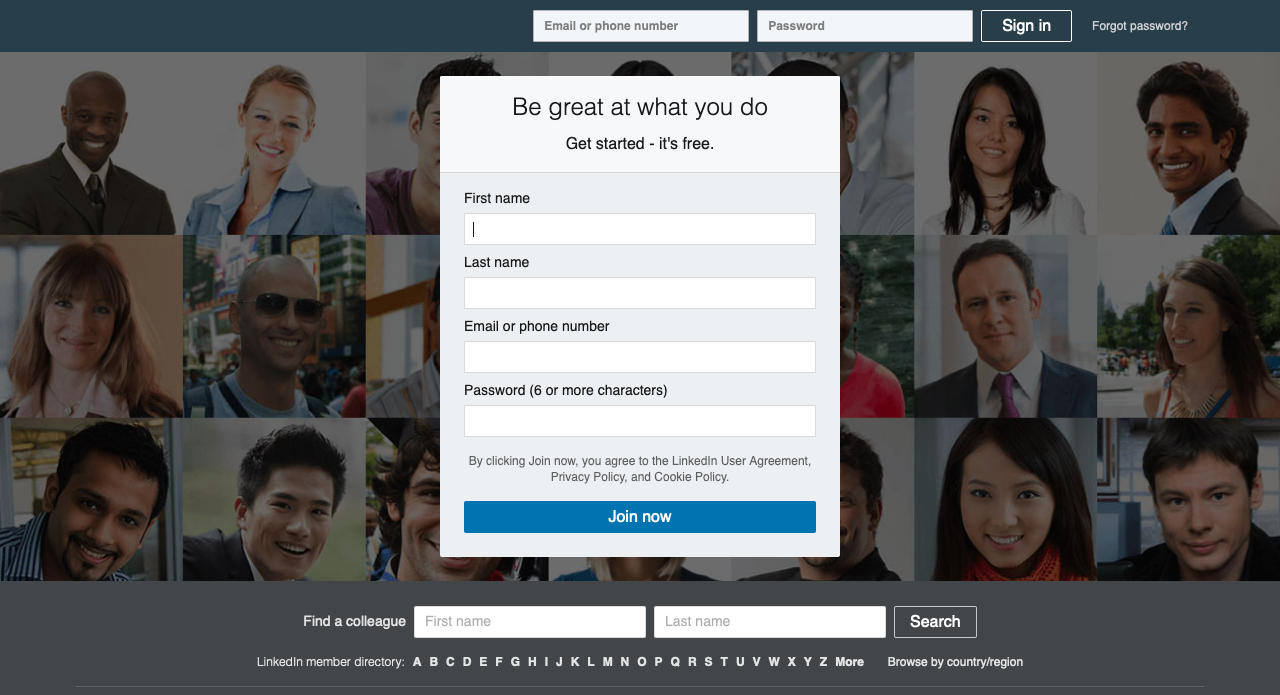 Email or phone number Password Sign in Forgot password?
Be great at what you do
Get started - it's free.
First name
Last name
Email or phone number
Password (6 or more characters)
By clicking Join now, you agree to the LinkedIn User Agreement,
Privacy Policy, and Cookie Policy.
Join now
Find a colleague First name Last name Search
LinkedIn member directory: A B C D E F G H I J K L M N O P Q R S T U V W X Y Z More Browse by country/region